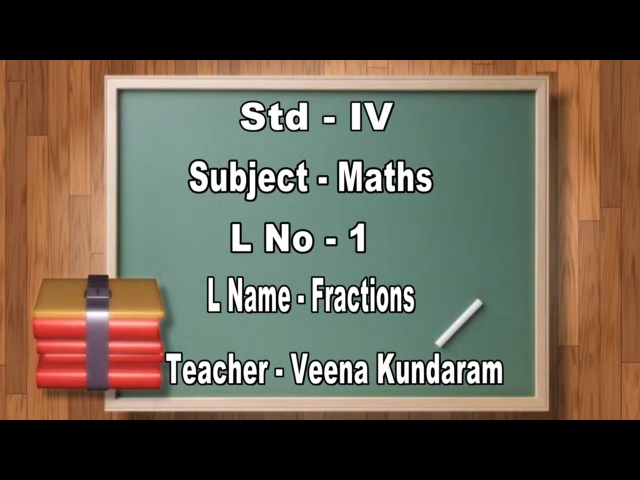 Std - IV
Subject - Maths
L No - 1
L Name - Fractions
Teacher - Veena Kundaram